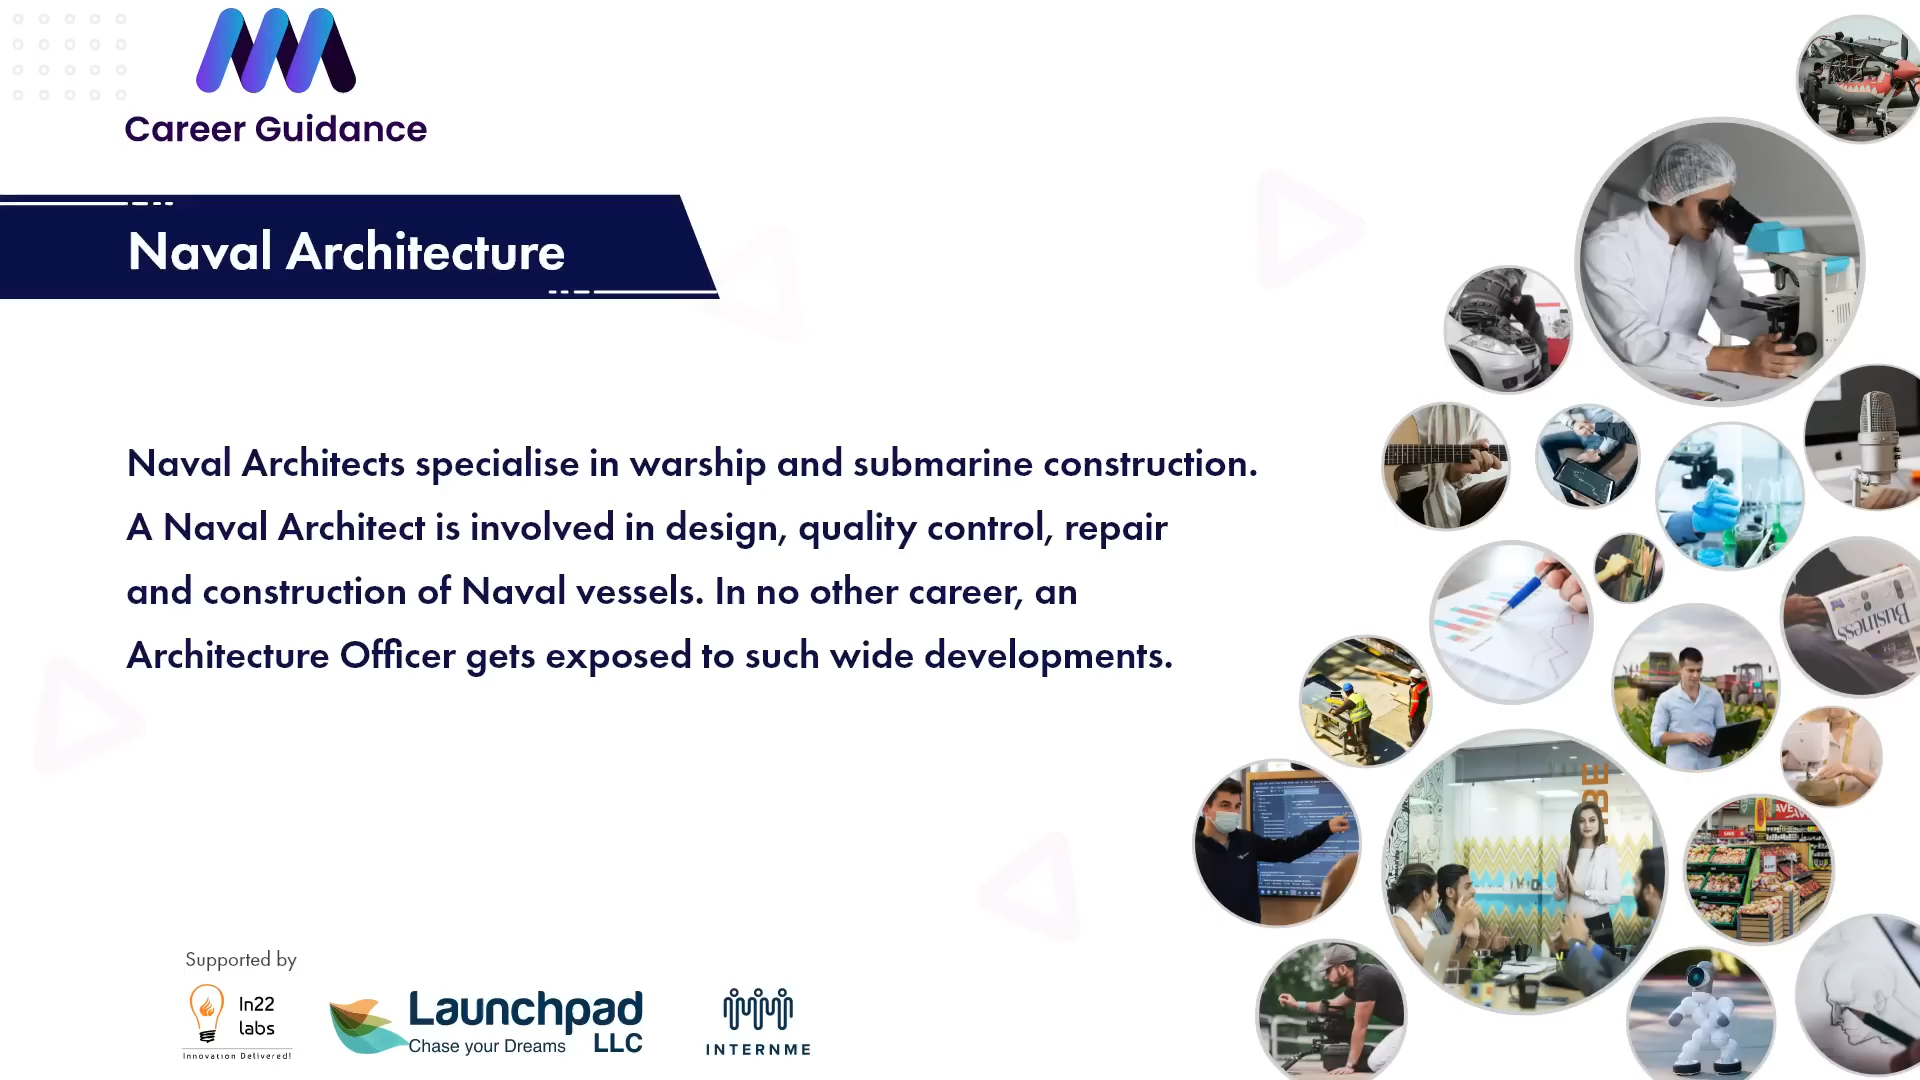 Career Guidance
Naval Architecture
Naval Architects specialise in warship and submarine construction.
A Naval Architect is involved in design, quality control, repair
and construction of Naval vessels. In no other career, an
Architecture Officer gets exposed to such wide developments.
Supported by
In22
labs
Innovation Delivered!
Launchpad
Chase your Dreams LLC
INTERNME
Business
SAVE